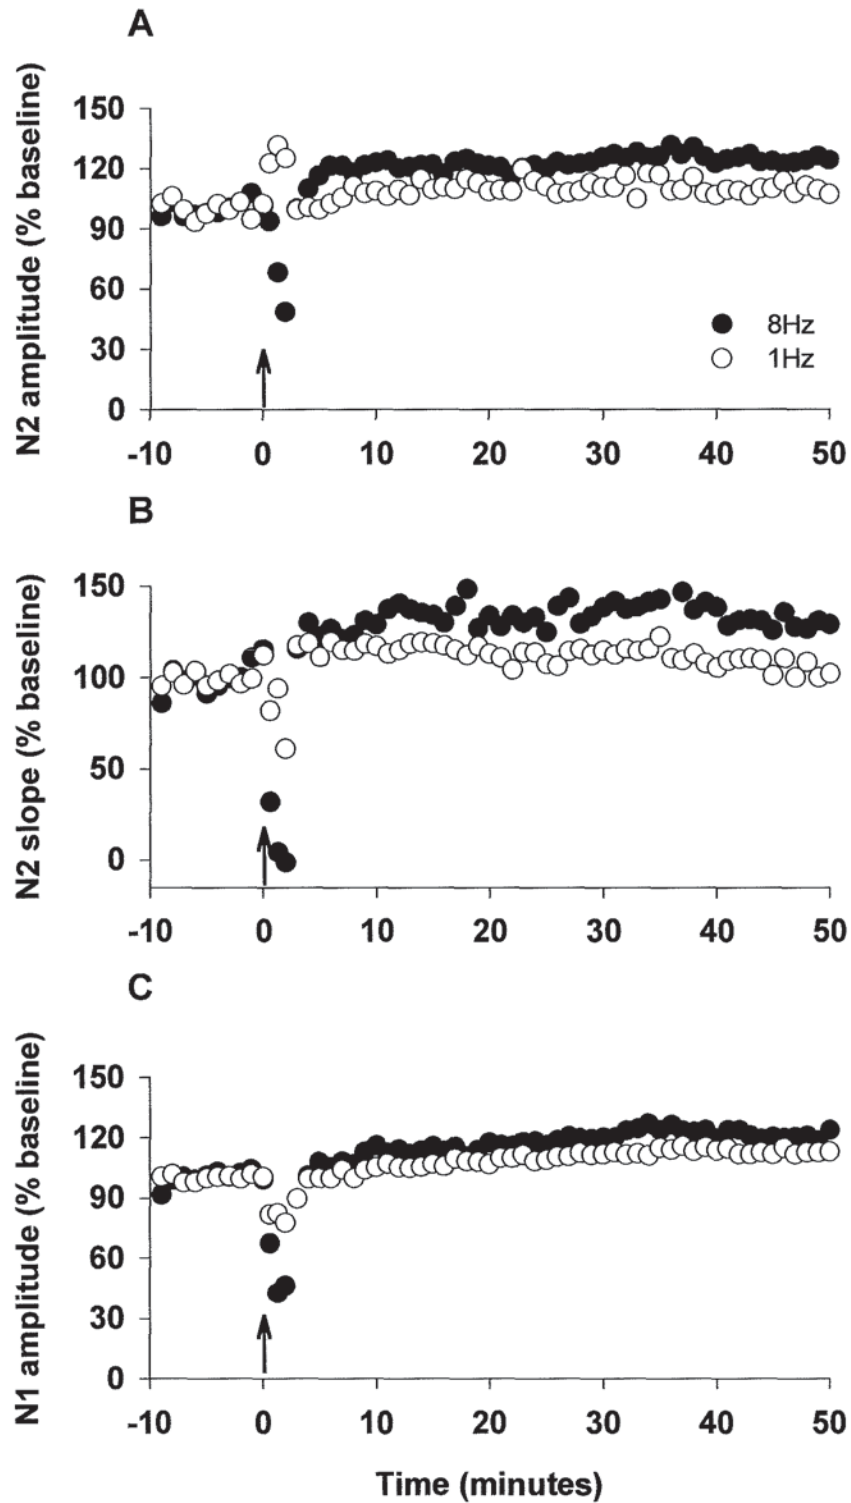 A
N2 amplitude (% baseline)
150
120
90
60
30
0
8Hz
1Hz
-10 0 10 20 30 40 50
B
N2 slope (% baseline)
150
100
50
0
-10 0 10 20 30 40 50
C
N1 amplitude (% baseline)
150
120
90
60
30
0
-10 0 10 20 30 40 50
Time (minutes)